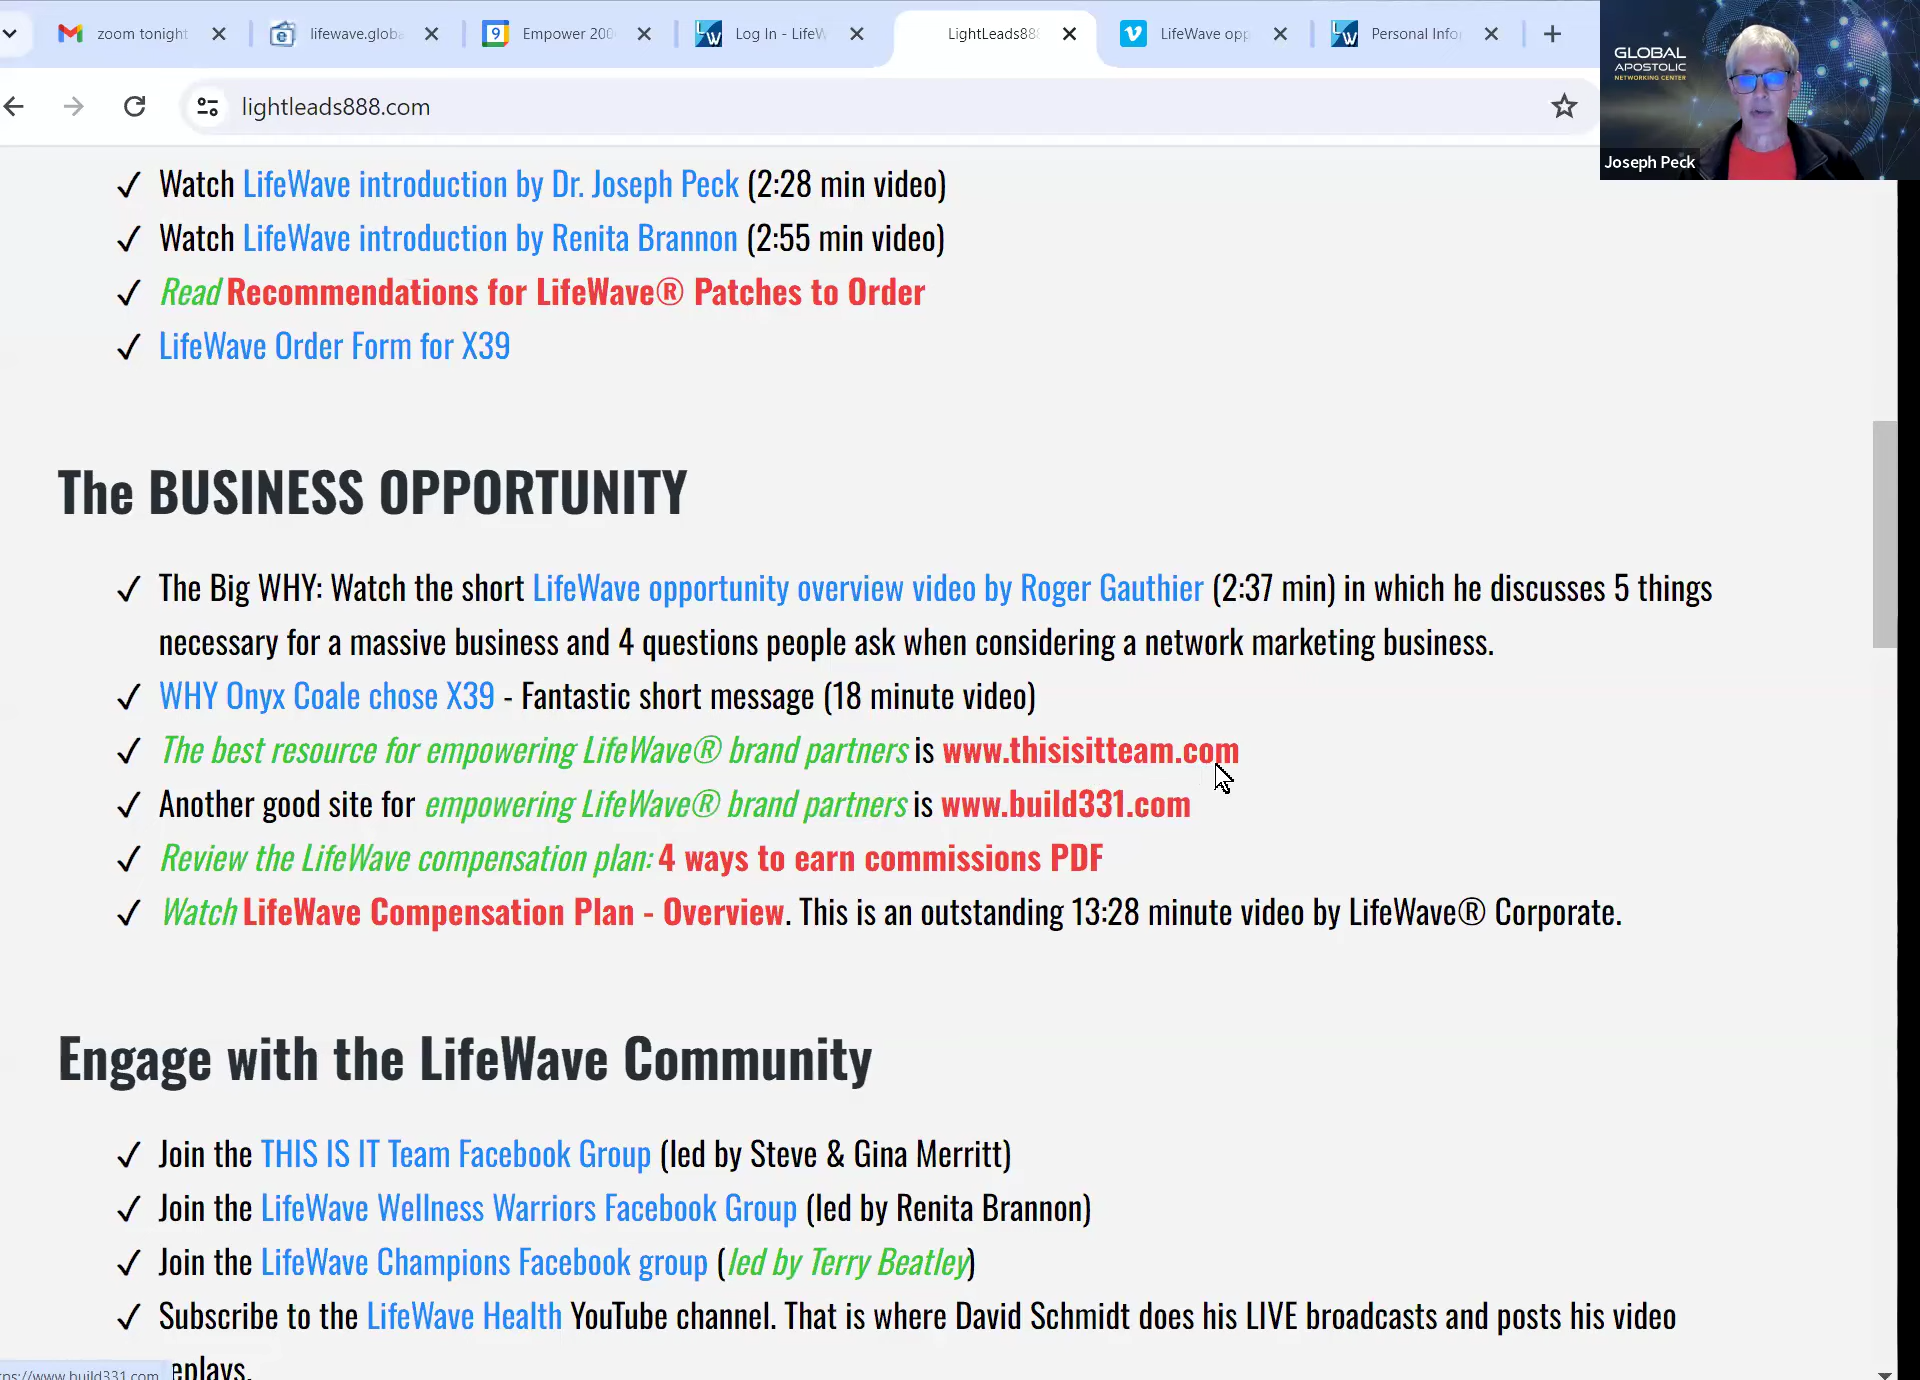 zoom tonight
lifewave.globa
Empower 200
Log In - LifeW
LightLeads88
LifeWave opp
Personal Info
lightleads888.com
GLOBAL
APOSTOLIC
NETWORKING CENTER
Joseph Peck
✓ Watch LifeWave introduction by Dr. Joseph Peck (2:28 min video)
✓ Watch LifeWave introduction by Renita Brannon (2:55 min video)
✓ Read Recommendations for LifeWave® Patches to Order
✓ LifeWave Order Form for X39
The BUSINESS OPPORTUNITY
✓ The Big WHY: Watch the short LifeWave opportunity overview video by Roger Gauthier (2:37 min) in which he discusses 5 things
necessary for a massive business and 4 questions people ask when considering a network marketing business.
✓ WHY Onyx Coale chose X39 - Fantastic short message (18 minute video)
✓ The best resource for empowering LifeWave® brand partners is www.thisisitteam.com
✓ Another good site for empowering LifeWave® brand partners is www.build331.com
✓ Review the LifeWave compensation plan: 4 ways to earn commissions PDF
✓ Watch LifeWave Compensation Plan - Overview. This is an outstanding 13:28 minute video by LifeWave® Corporate.
Engage with the LifeWave Community
✓ Join the THIS IS IT Team Facebook Group (led by Steve & Gina Merritt)
✓ Join the LifeWave Wellness Warriors Facebook Group (led by Renita Brannon)
✓ Join the LifeWave Champions Facebook group (led by Terry Beatley)
✓ Subscribe to the LifeWave Health YouTube channel. That is where David Schmidt does his LIVE broadcasts and posts his video
eplays.
ps://www.build331.com